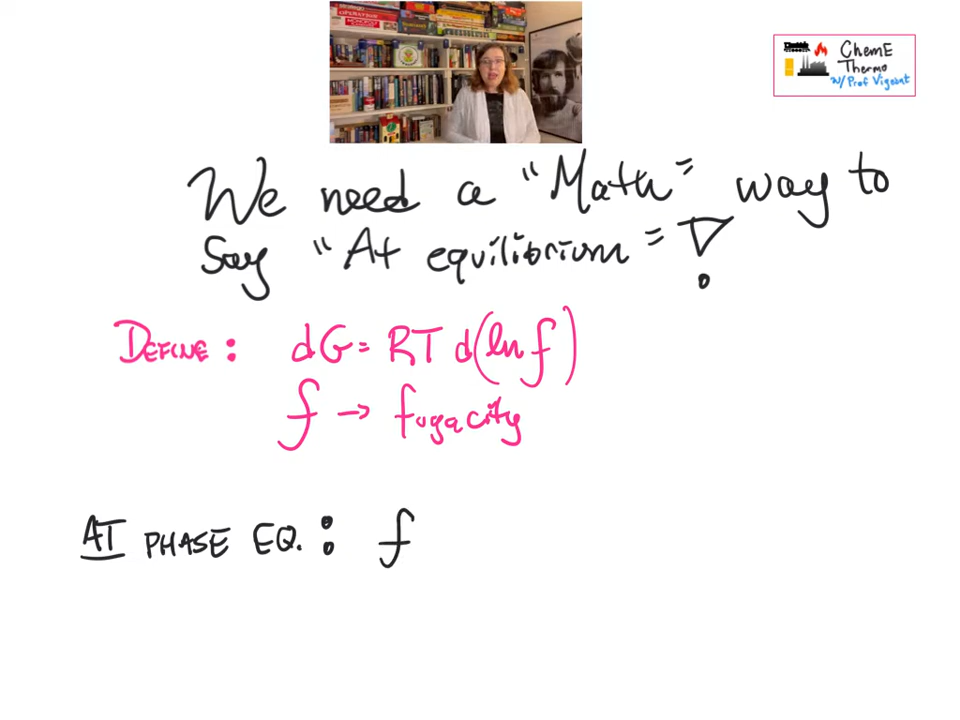 ChemE
Thermo
w/ Prof Vigeant
We need a "Math" way to
say "At equilibrium"!
DEFINE: dG = RT d(ln f)
f → fugacity
AT PHASE EQ.: f